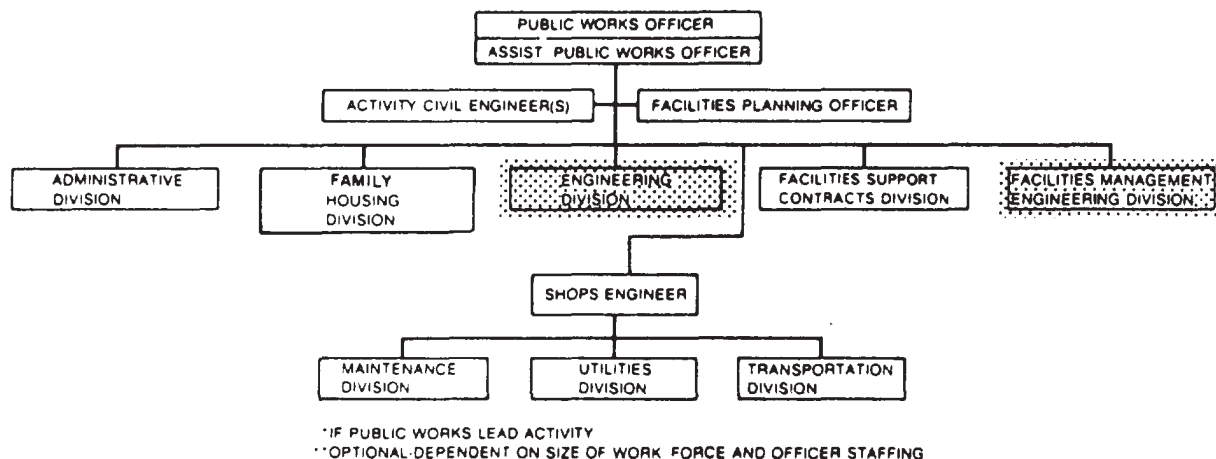 PUBLIC WORKS OFFICER
ASSIST PUBLIC WORKS OFFICER
ACTIVITY CIVIL ENGINEER(S)
FACILITIES PLANNING OFFICER
ADMINISTRATIVE
DIVISION
FAMILY
HOUSING
DIVISION
ENGINEERING
DIVISION
FACILITIES SUPPORT
CONTRACTS DIVISION
FACILITIES MANAGEMENT
ENGINEERING DIVISION
SHOPS ENGINEER
MAINTENANCE
DIVISION
UTILITIES
DIVISION
TRANSPORTATION
DIVISION
*IF PUBLIC WORKS LEAD ACTIVITY
**OPTIONAL-DEPENDENT ON SIZE OF WORK FORCE AND OFFICER STAFFING